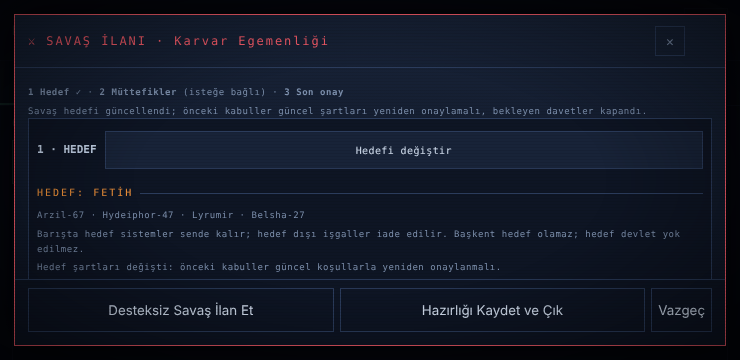 ⚔ SAVAŞ İLANI · Karvar Egemenliği
×
1 Hedef ✓ · 2 Müttefikler (isteğe bağlı) · 3 Son onay
Savaş hedefi güncellendi; önceki kabuller güncel şartları yeniden onaylamalı, bekleyen davetler kapandı.
1 · HEDEF
Hedefi değiştir
HEDEF: FETİH
Arzil-67 · Hydeiphor-47 · Lyrumir · Belsha-27
Barışta hedef sistemler sende kalır; hedef dışı işgaller iade edilir. Başkent hedef olamaz; hedef devlet yok
edilmez.
Hedef şartları değişti: önceki kabuller güncel koşullarla yeniden onaylanmalı.
Desteksiz Savaş İlan Et
Hazırlığı Kaydet ve Çık
Vazgeç